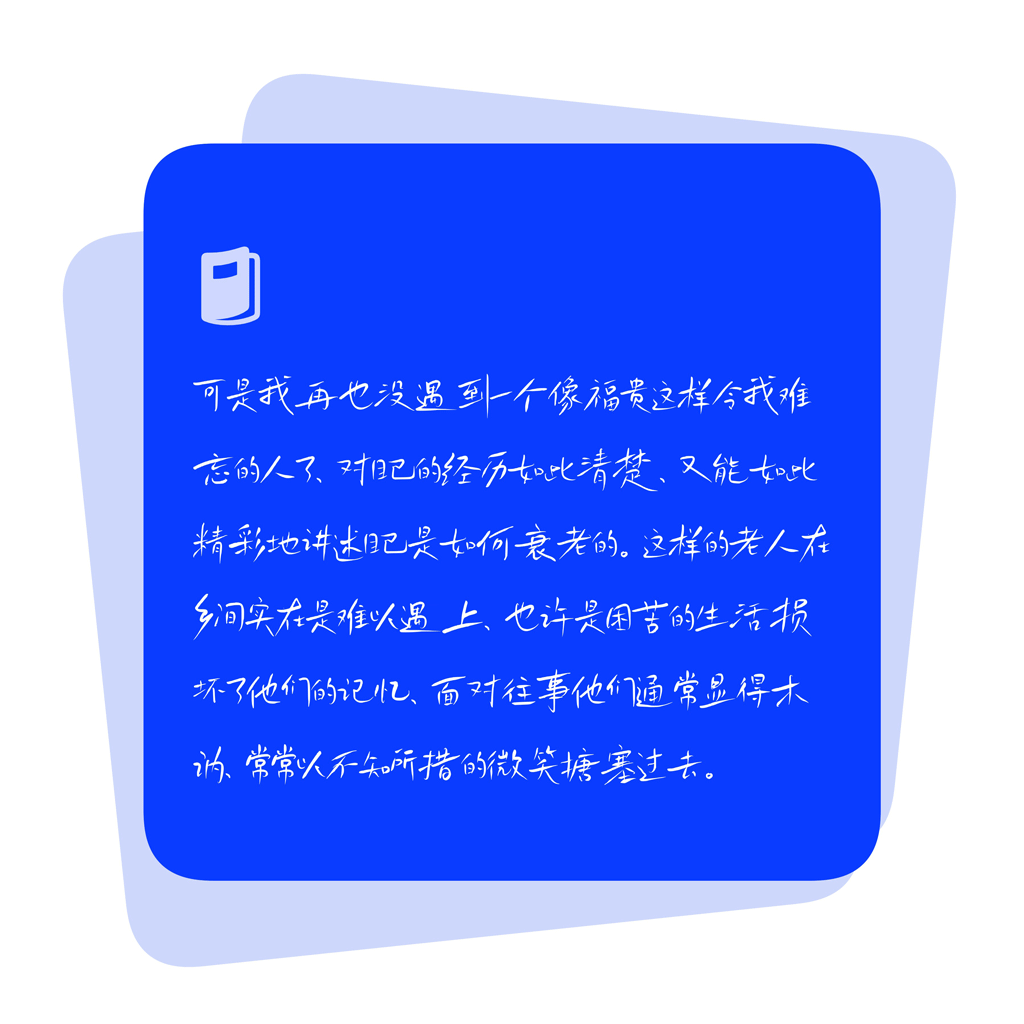 可是我再也没遇到一个像福贵这样令我难
忘的人了、对自己的经历如此清楚、又能如此
精彩地讲述自己是如何衰老的。这样的老人在
乡间实在是难以遇上、也许是困苦的生活损
坏了他们的记忆、面对往事他们通常显得木
讷、常常以不知所措的微笑搪塞过去。